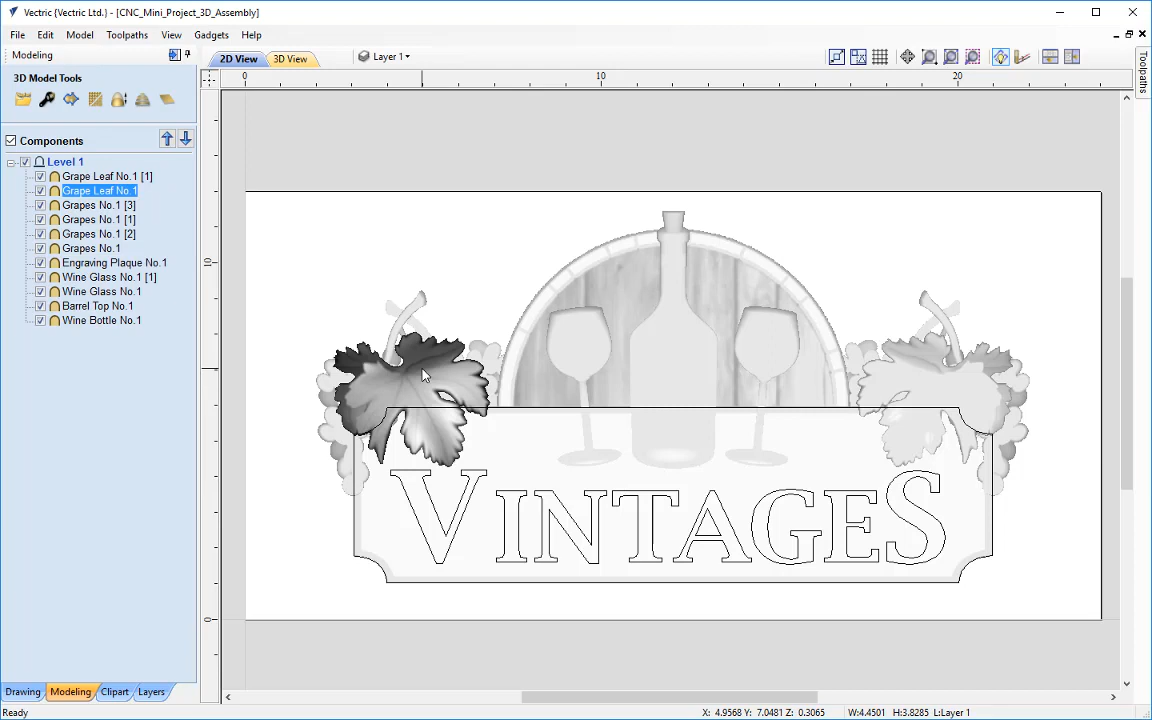 Vectric {Vectric Ltd.} - [CNC_Mini_Project_3D_Assembly]
File Edit Model Toolpaths View Gadgets Help
Modeling
2D View 3D View Layer 1
3D Model Tools
0 10 20
Toolpaths
Components
Level 1
Grape Leaf No.1 [1]
Grape Leaf No.1
Grapes No.1 [3]
Grapes No.1 [1]
Grapes No.1 [2]
Grapes No.1
Engraving Plaque No.1
Wine Glass No.1 [1]
Wine Glass No.1
Barrel Top No.1
Wine Bottle No.1
10
0
VINTAGES
Drawing Modeling Clipart Layers
Ready
X: 4.9568 Y: 7.0481 Z: 0.3065 W:4.4501 H:3.8285 L:Layer 1